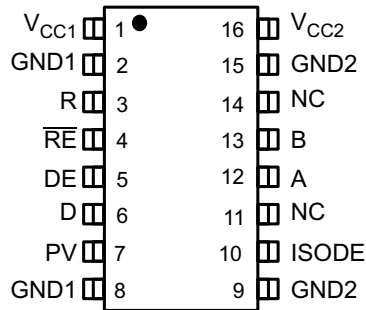 VCC1 1 16 VCC2
GND1 2 15 GND2
R 3 14 NC
R̅E̅ 4 13 B
DE 5 12 A
D 6 11 NC
PV 7 10 ISODE
GND1 8 9 GND2